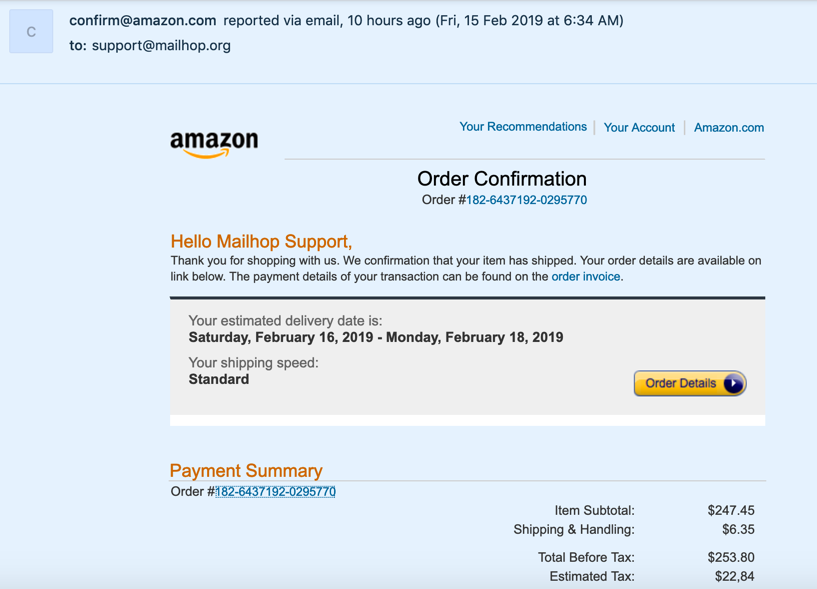 C
confirm@amazon.com reported via email, 10 hours ago (Fri, 15 Feb 2019 at 6:34 AM)
to: support@mailhop.org
amazon
Your Recommendations | Your Account | Amazon.com
Order Confirmation
Order #182-6437192-0295770
Hello Mailhop Support,
Thank you for shopping with us. We confirmation that your item has shipped. Your order details are available on
link below. The payment details of your transaction can be found on the order invoice.
Your estimated delivery date is:
Saturday, February 16, 2019 - Monday, February 18, 2019
Your shipping speed:
Standard
Order Details
Payment Summary
Order #182-6437192-0295770
Item Subtotal: $247.45
Shipping & Handling: $6.35
Total Before Tax: $253.80
Estimated Tax: $22,84